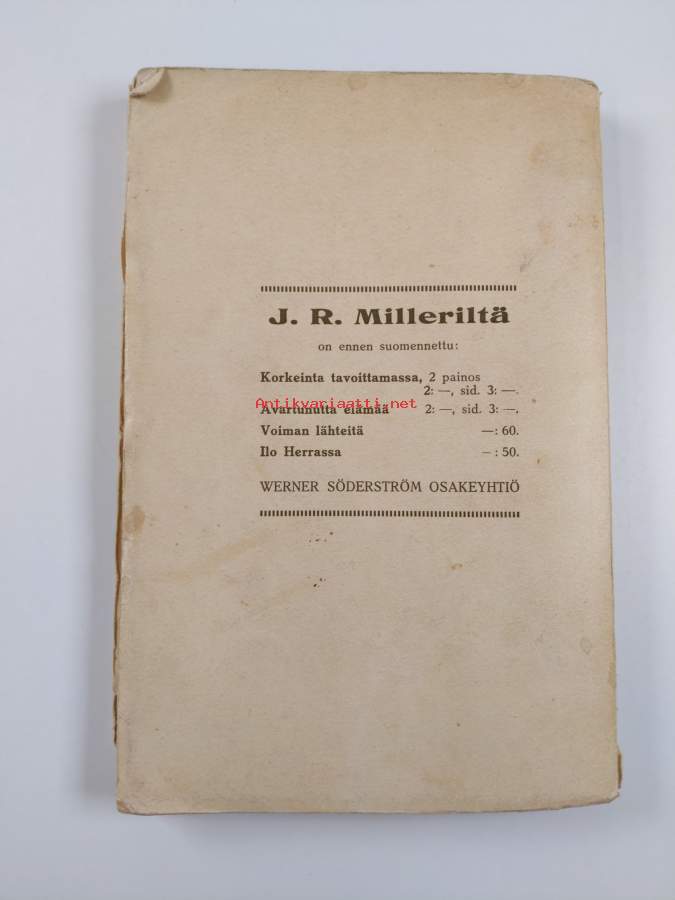 J. R. Milleriltä
on ennen suomennettu:
Korkeinta tavoittamassa, 2 painos
2: —, sid. 3: —.
Antikvariaatti.net
Avartunutta elämää 2: —, sid. 3: —.
Voiman lähteitä —: 60.
Ilo Herrassa – : 50.
WERNER SÖDERSTRÖM OSAKEYHTIÖ